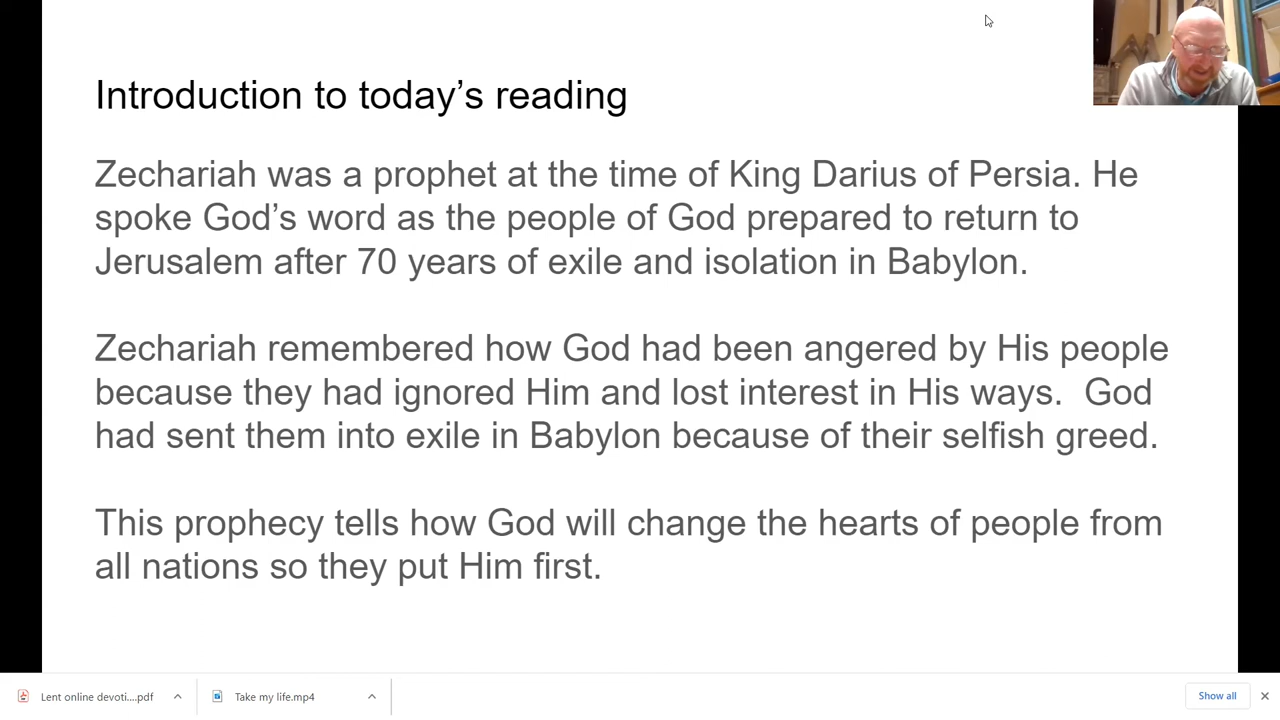 Introduction to today’s reading
Zechariah was a prophet at the time of King Darius of Persia. He
spoke God’s word as the people of God prepared to return to
Jerusalem after 70 years of exile and isolation in Babylon.
Zechariah remembered how God had been angered by His people
because they had ignored Him and lost interest in His ways.  God
had sent them into exile in Babylon because of their selfish greed.
This prophecy tells how God will change the hearts of people from
all nations so they put Him first.
Lent online devoti....pdf
Take my life.mp4
Show all